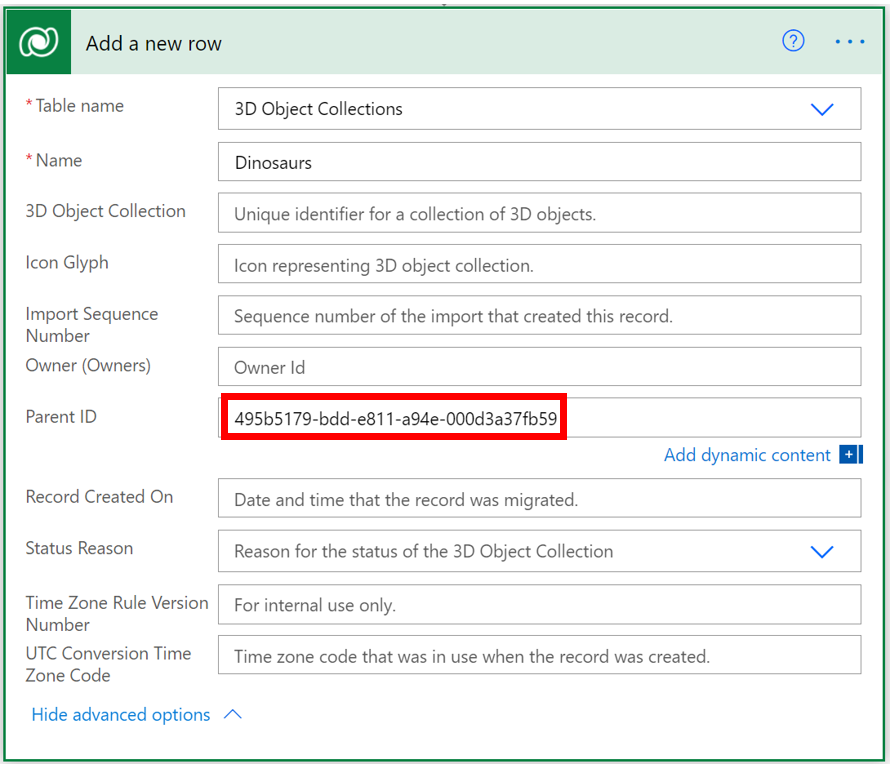 Add a new row
?
* Table name
3D Object Collections
* Name
Dinosaurs
3D Object Collection
Unique identifier for a collection of 3D objects.
Icon Glyph
Icon representing 3D object collection.
Import Sequence
Number
Sequence number of the import that created this record.
Owner (Owners)
Owner Id
Parent ID
495b5179-bdd-e811-a94e-000d3a37fb59
Add dynamic content
Record Created On
Date and time that the record was migrated.
Status Reason
Reason for the status of the 3D Object Collection
Time Zone Rule Version
Number
For internal use only.
UTC Conversion Time
Zone Code
Time zone code that was in use when the record was created.
Hide advanced options